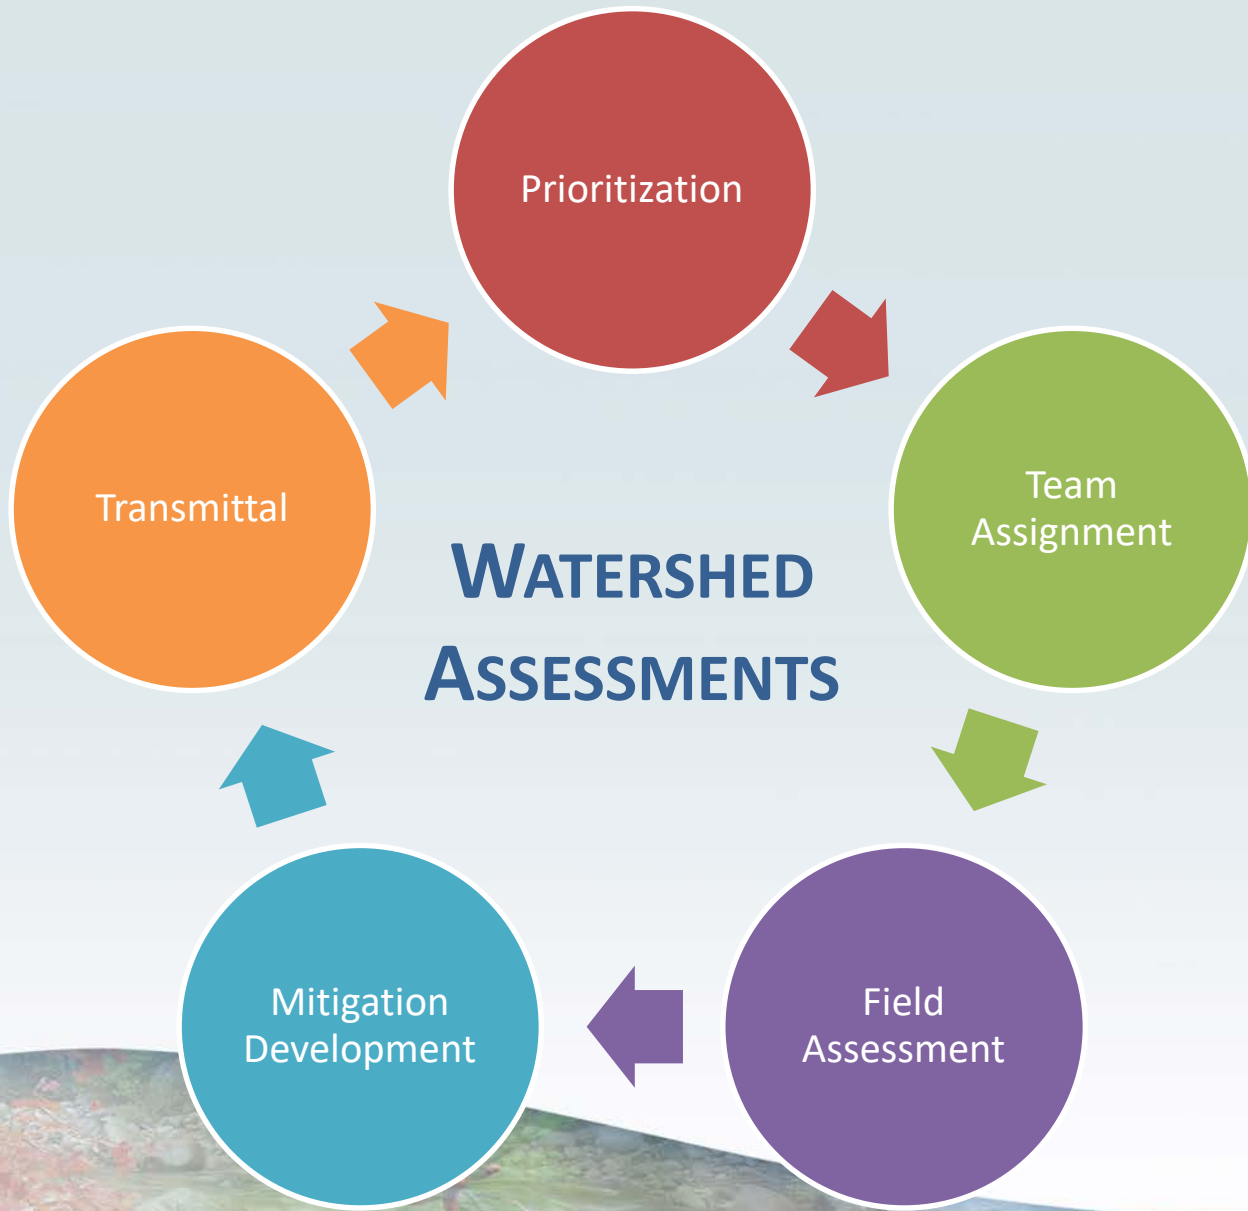 Prioritization
Team
Assignment
Field
Assessment
Mitigation
Development
Transmittal
WATERSHED
ASSESSMENTS